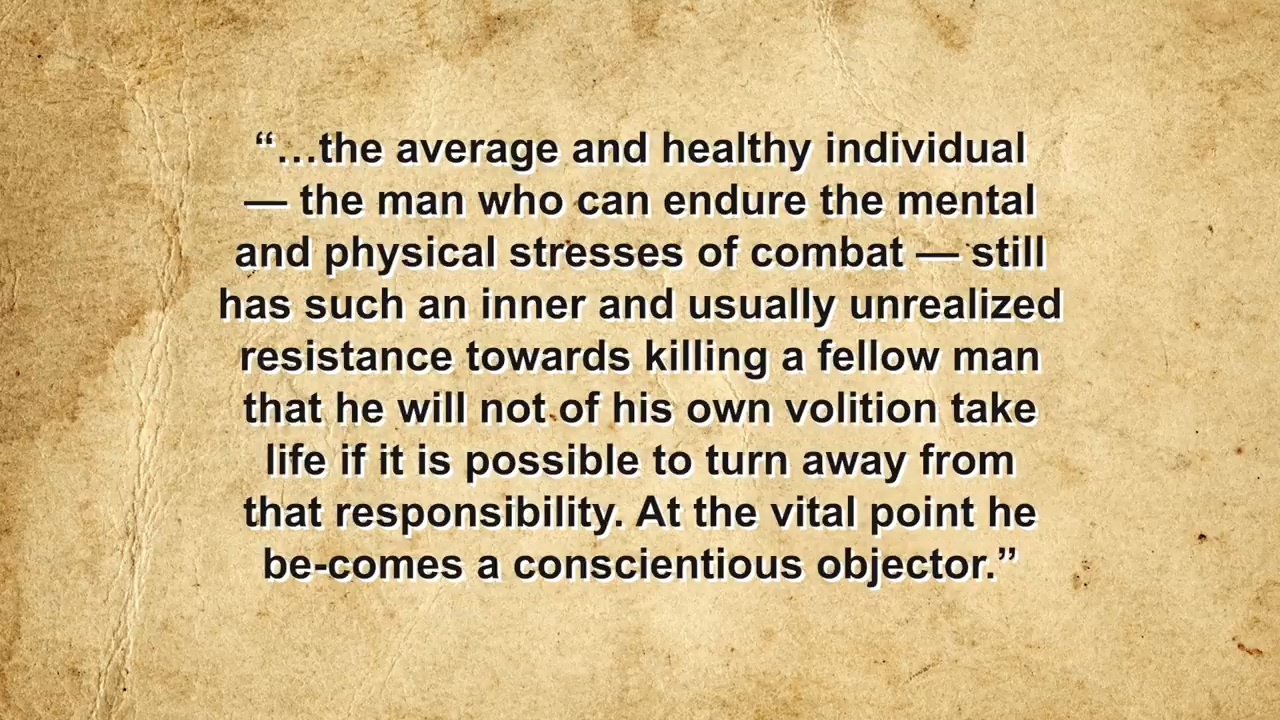 “…the average and healthy individual
— the man who can endure the mental
and physical stresses of combat — still
has such an inner and usually unrealized
resistance towards killing a fellow man
that he will not of his own volition take
life if it is possible to turn away from
that responsibility. At the vital point he
be-comes a conscientious objector.”